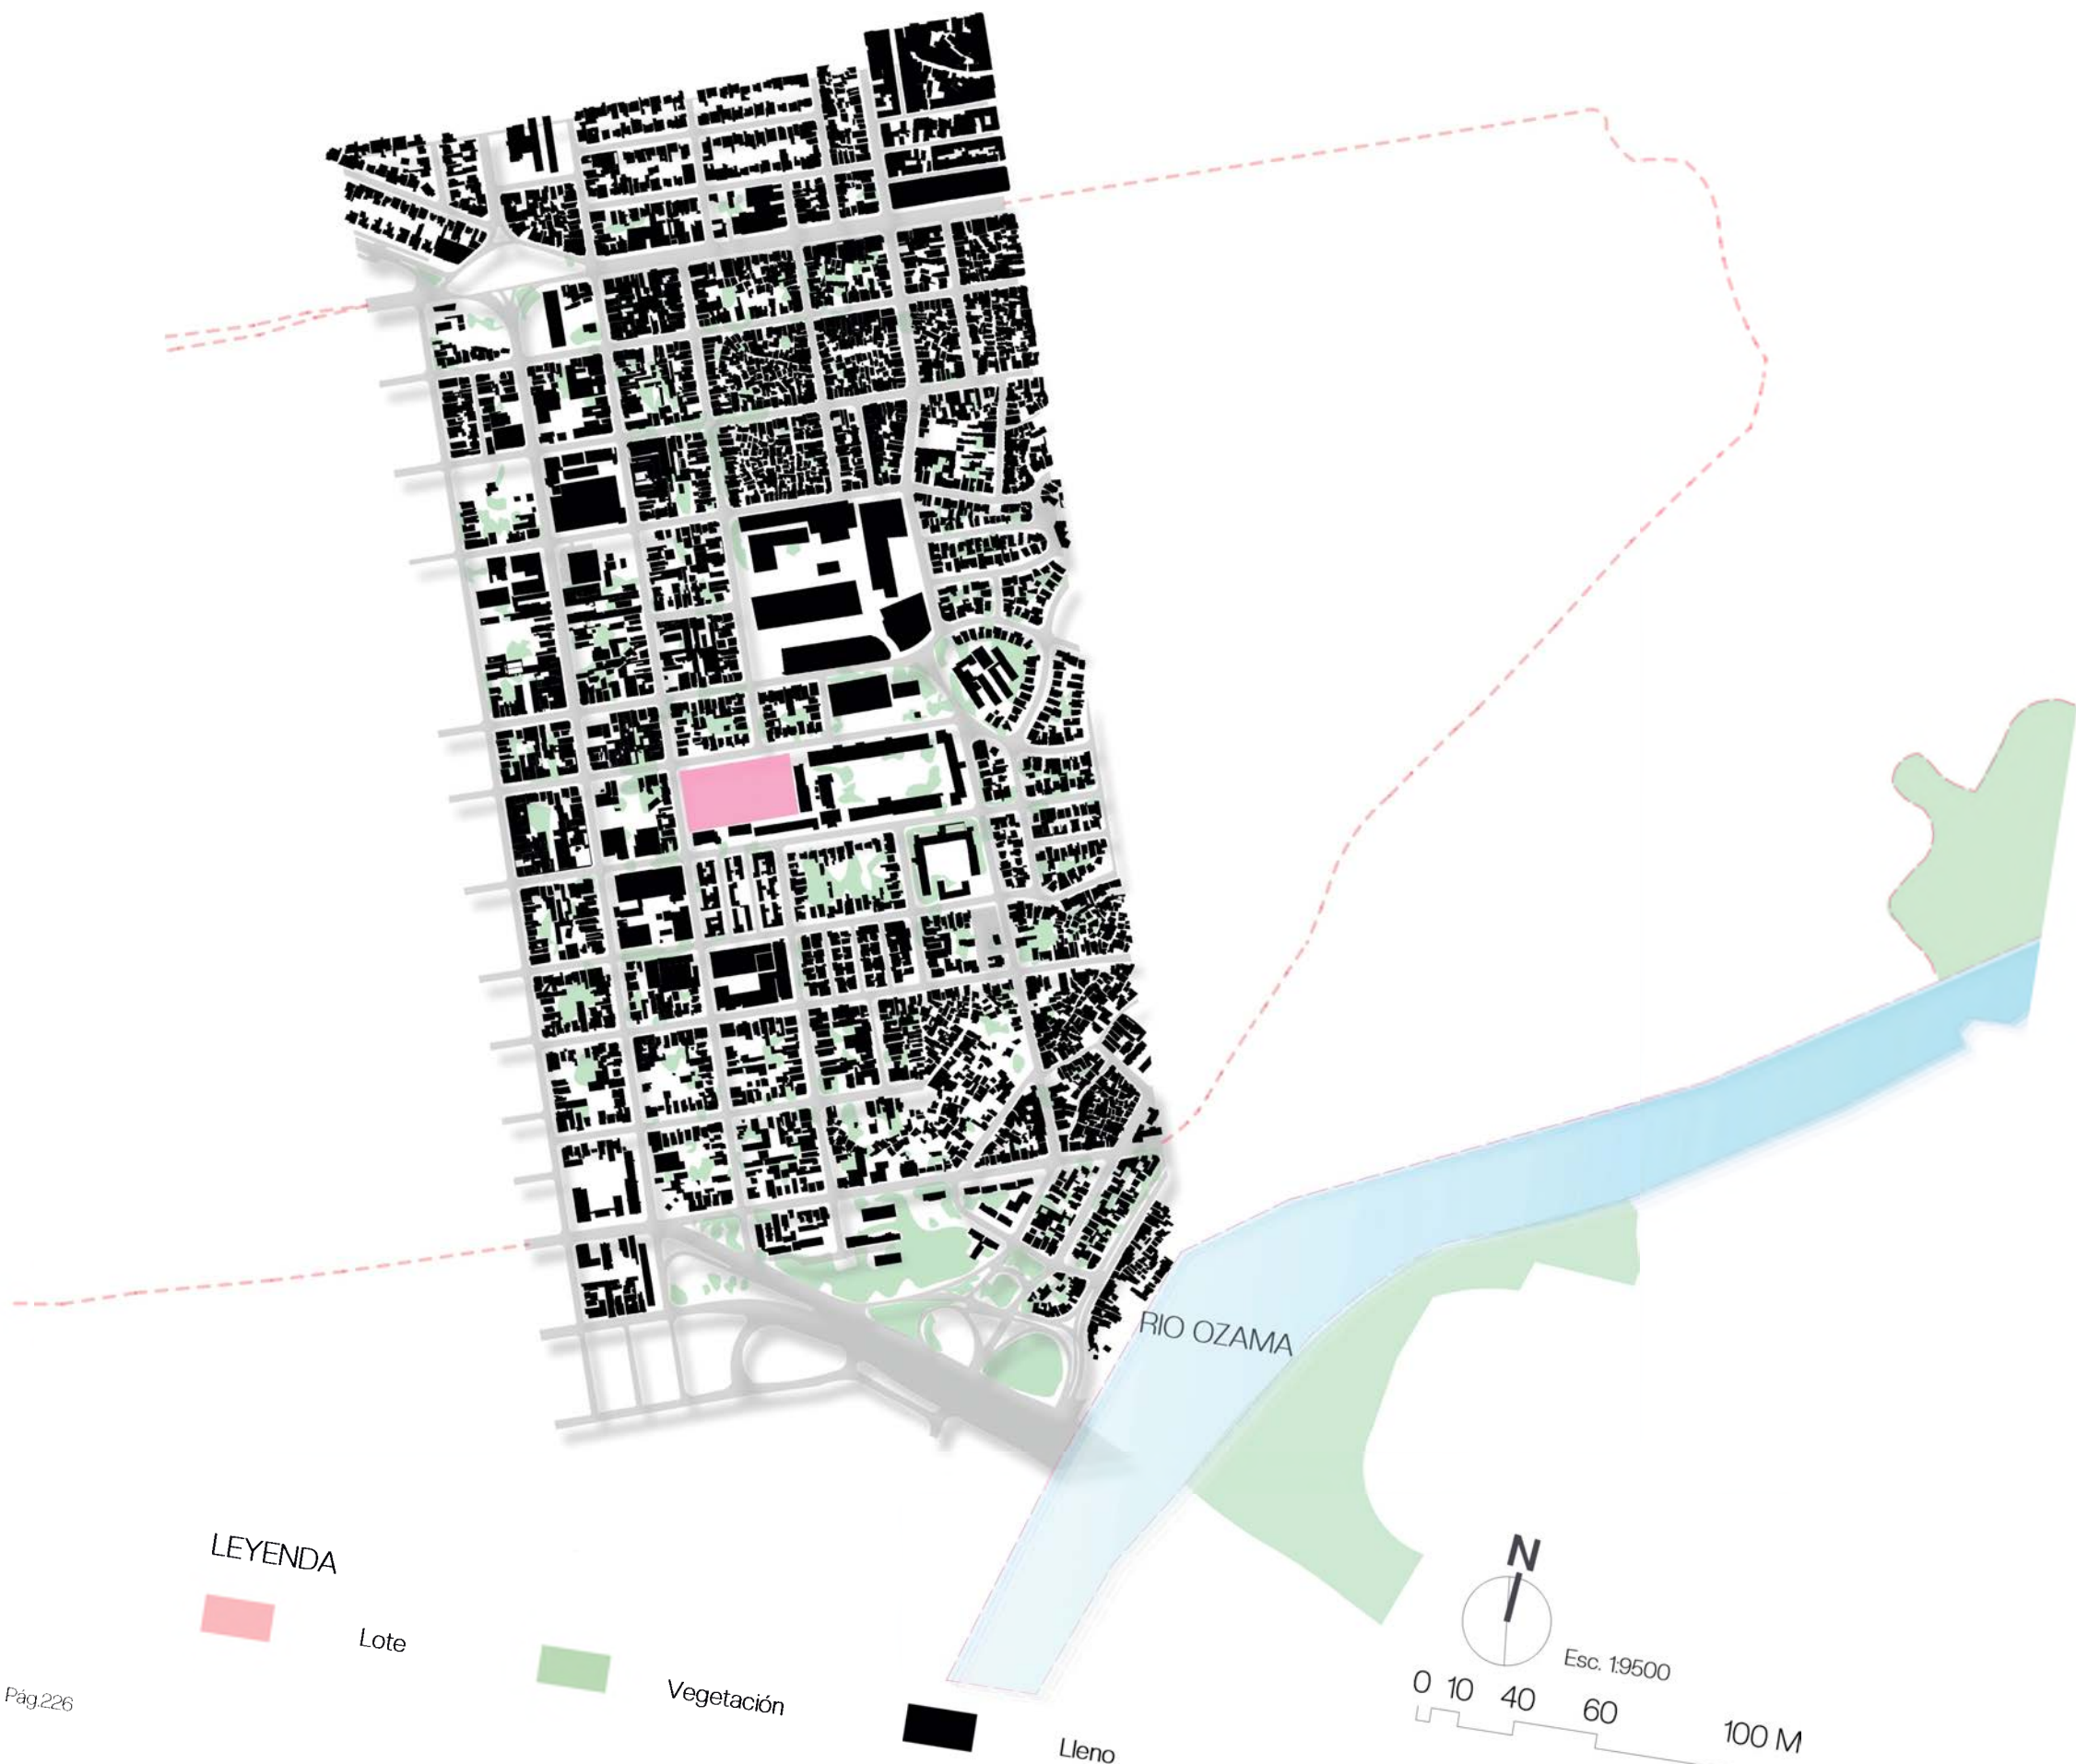 RIO OZAMA
LEYENDA
Lote
Vegetación
Lleno
N
Esc. 1:9500
0 10 40 60 100 M
Pág.226